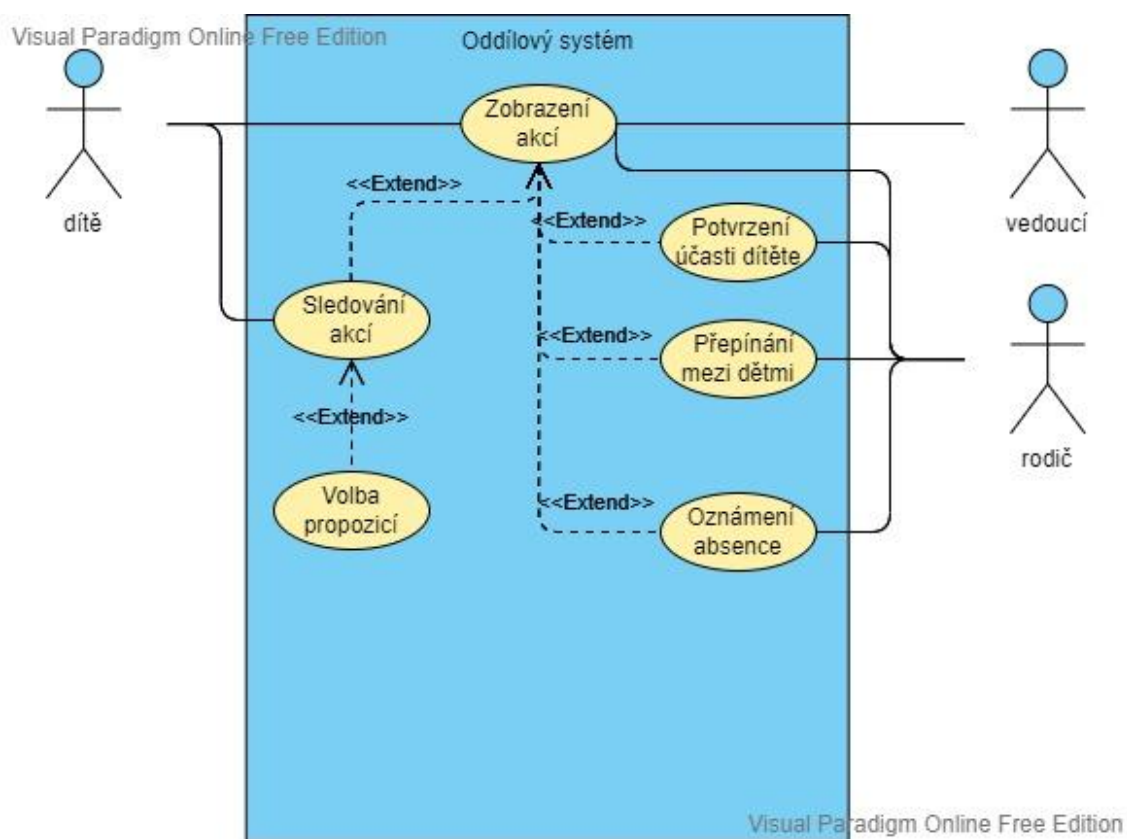 Visual Paradigm Online Free Edition
Oddílový systém
Zobrazení
akcí
<<Extend>>
dítě
<<Extend>>
Potvrzení
účasti dítěte
vedoucí
Sledování
akcí
<<Extend>>
Přepínání
mezi dětmi
<<Extend>>
rodič
Volba
propozicí
<<Extend>>
Oznámení
absence
Visual Paradigm Online Free Edition